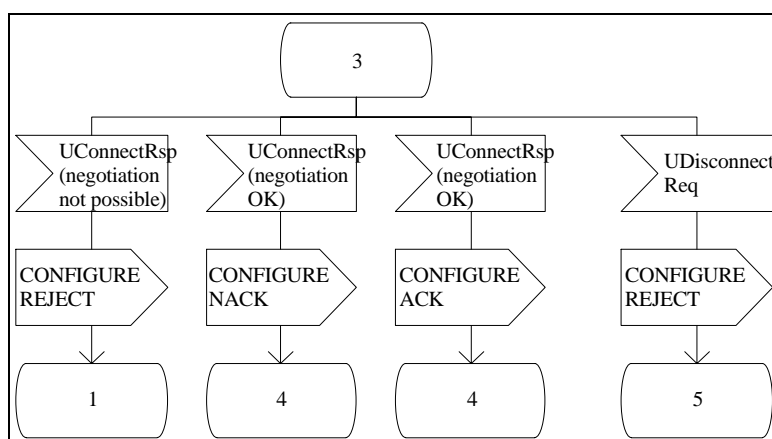 3
UConnectRsp
(negotiation
not possible)
UConnectRsp
(negotiation
OK)
UConnectRsp
(negotiation
OK)
UDisconnect
Req
CONFIGURE
REJECT
CONFIGURE
NACK
CONFIGURE
ACK
CONFIGURE
REJECT
1
4
4
5